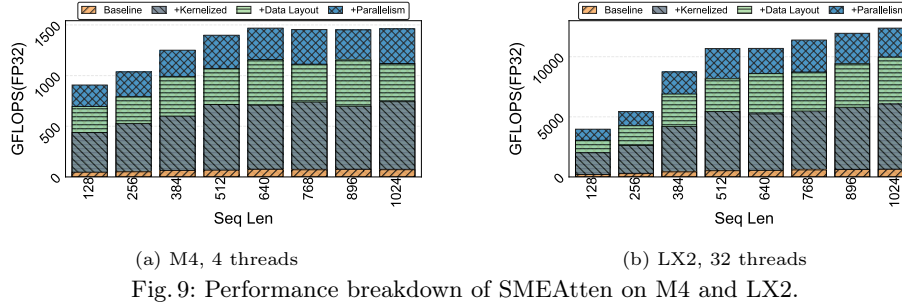 Baseline +Kernelized +Data Layout +Parallelism
GFLOPS(FP32)
1500
1000
500
0
128 256 384 512 640 768 896 1024
Seq Len
(a) M4, 4 threads
Baseline +Kernelized +Data Layout +Parallelism
GFLOPS(FP32)
10000
5000
0
128 256 384 512 640 768 896 1024
Seq Len
(b) LX2, 32 threads
Fig. 9: Performance breakdown of SMEAtten on M4 and LX2.